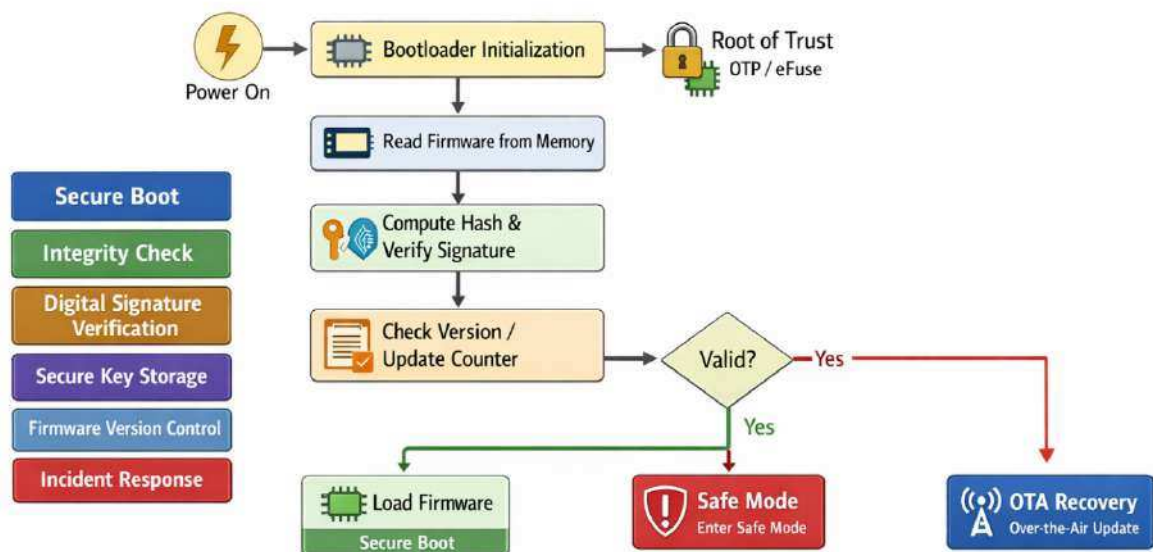 Power On
Bootloader Initialization
Root of Trust
OTP / eFuse
Read Firmware from Memory
Compute Hash &
Verify Signature
Check Version /
Update Counter
Valid?
Yes
Yes
Load Firmware
Secure Boot
Safe Mode
Enter Safe Mode
OTA Recovery
Over-the-Air Update
Secure Boot
Integrity Check
Digital Signature
Verification
Secure Key Storage
Firmware Version Control
Incident Response